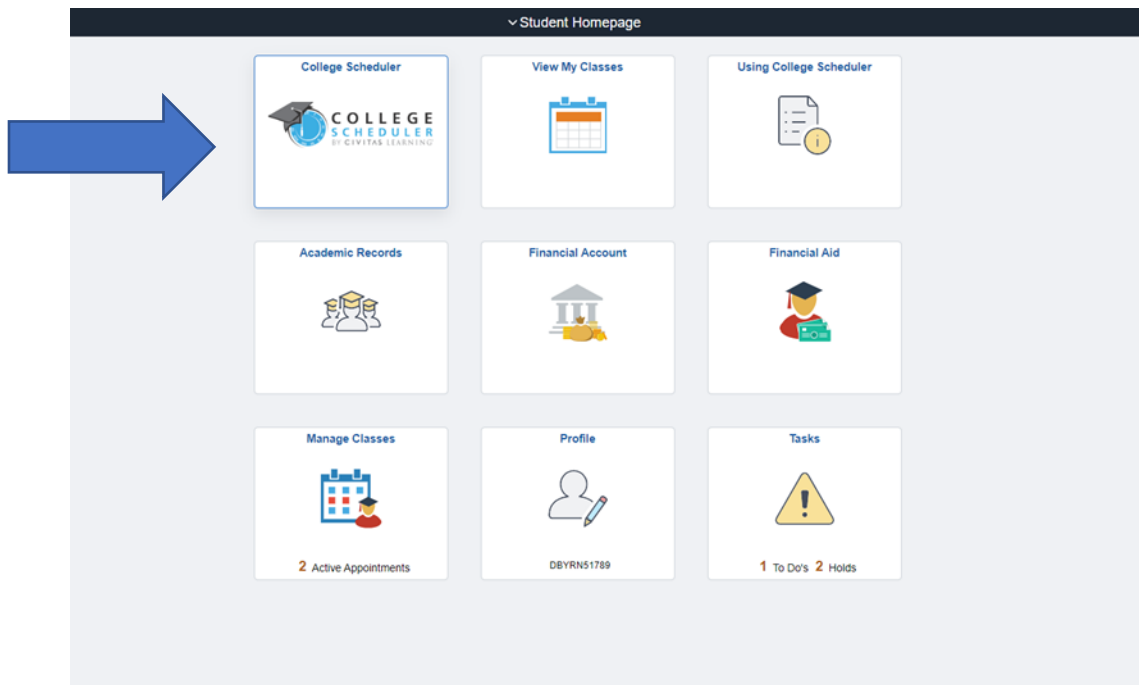 Student Homepage
College Scheduler
View My Classes
Using College Scheduler
COLLEGE
SCHEDULER
BY CIVITAS LEARNING
i
Academic Records
Financial Account
Financial Aid
Manage Classes
Profile
Tasks
!
2 Active Appointments
DBYRN51789
1 To Do's 2 Holds